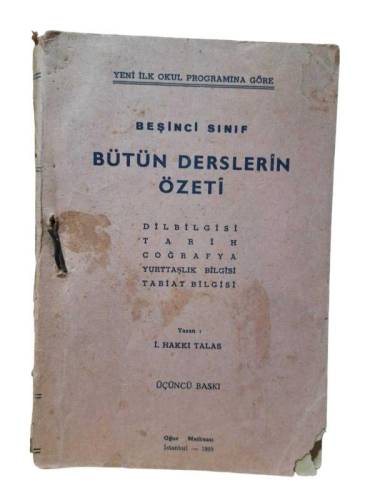 YENİ İLK OKUL PROGRAMINA GÖRE
BEŞİNCİ SINIF
BÜTÜN DERSLERİN
ÖZETİ
DİLBİLGİSİ
TARİH
COĞRAFYA
YURTTAŞLIK BİLGİSİ
TABİAT BİLGİSİ
Yazan :
İ. HAKKI TALAS
ÜÇÜNCÜ BASKI
Matbaası
İstanbul —